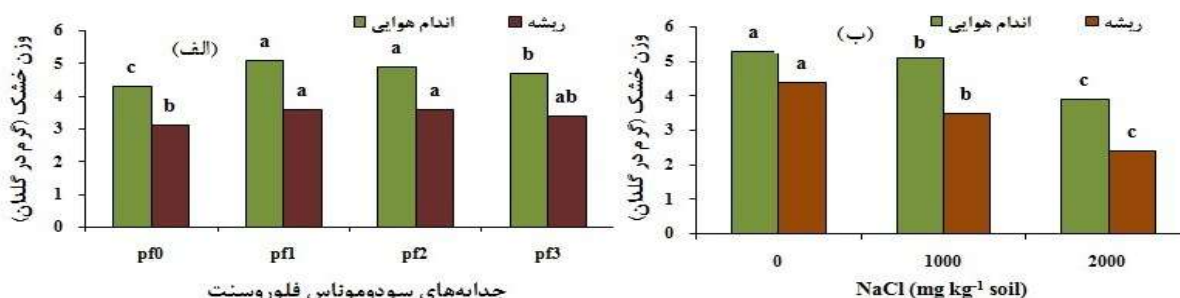 اندام هوایی
ریشه
(الف)
وزن خشک (گرم در گلدان)
6
5
4
3
2
1
0
c
b
a
a
a
a
b
ab
pf0 pf1 pf2 pf3
جدایه‌های سودوموناس فلوروسنت
اندام هوایی
ریشه
(ب)
وزن خشک (گرم در گلدان)
6
5
4
3
2
1
0
a
a
b
b
c
c
0 1000 2000
NaCl (mg kg⁻¹ soil)